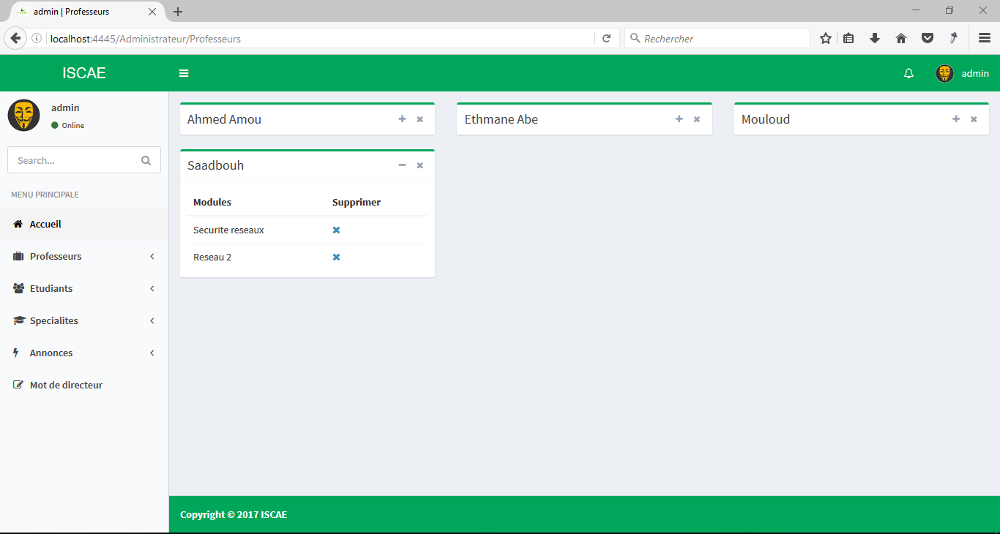 admin | Professeurs
localhost:4445/Administrateur/Professeurs
Rechercher
ISCAE
admin
admin
Online
Search...
MENU PRINCIPALE
Accueil
Professeurs
Etudiants
Specialites
Annonces
Mot de directeur
Ahmed Amou
Ethmane Abe
Mouloud
Saadbouh
Modules Supprimer
Securite reseaux
Reseau 2
Copyright © 2017 ISCAE